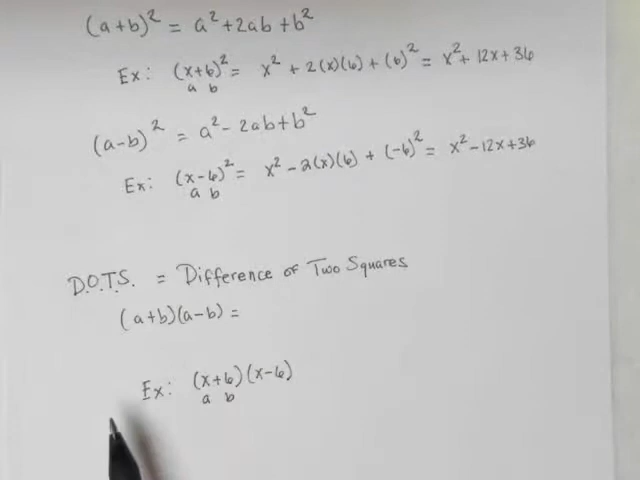 (a+b)² = a²+2ab+b²
Ex: (x+6)² = x² + 2(x)(6) + (6)² = x² + 12x + 36
a b
(a-b)² = a² - 2ab+b²
Ex: (x-6)² = x² - 2(x)(6) + (-6)² = x² - 12x + 36
a b
D.O.T.S. = Difference of Two Squares
(a+b)(a-b) =
Ex: (x+6)(x-6)
a b